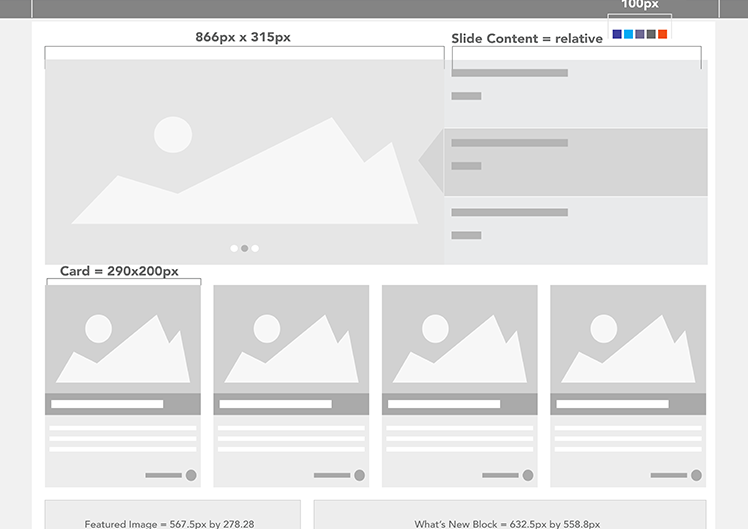 100px
866px x 315px
Slide Content = relative
Card = 290x200px
Featured Image = 567.5px by 278.28
What's New Block = 632.5px by 558.8px